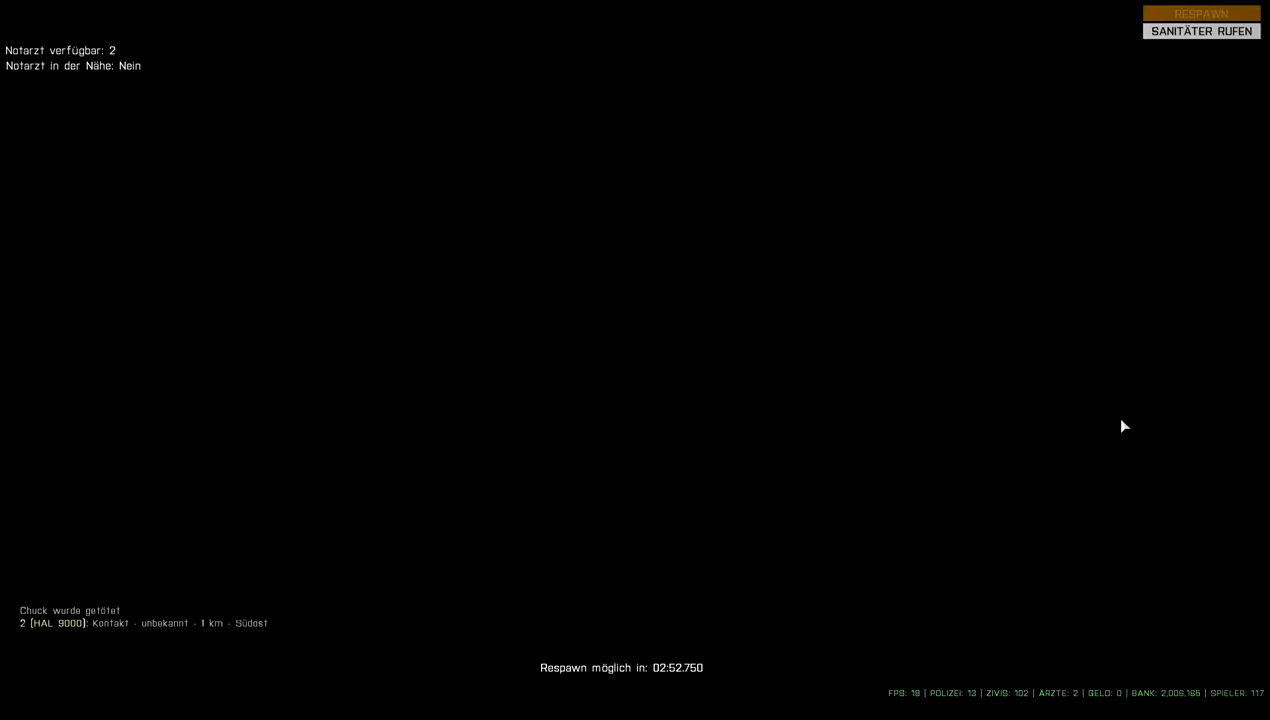 RESPAWN
SANITÄTER RUFEN
Notarzt verfügbar: 2
Notarzt in der Nähe: Nein
Chuck wurde getötet
2 (HAL 9000): Kontakt - unbekannt - 1 km - Südost
Respawn möglich in: 02:52.750
FPS: 18 | POLIZEI: 13 | ZIVIS: 102 | ÄRZTE: 2 | GELD: 0 | BANK: 2,006,165 | SPIELER: 117